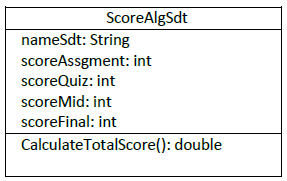 ScoreAlgSdt
nameSdt: String
scoreAssgment: int
scoreQuiz: int
scoreMid: int
scoreFinal: int
CalculateTotalScore(): double